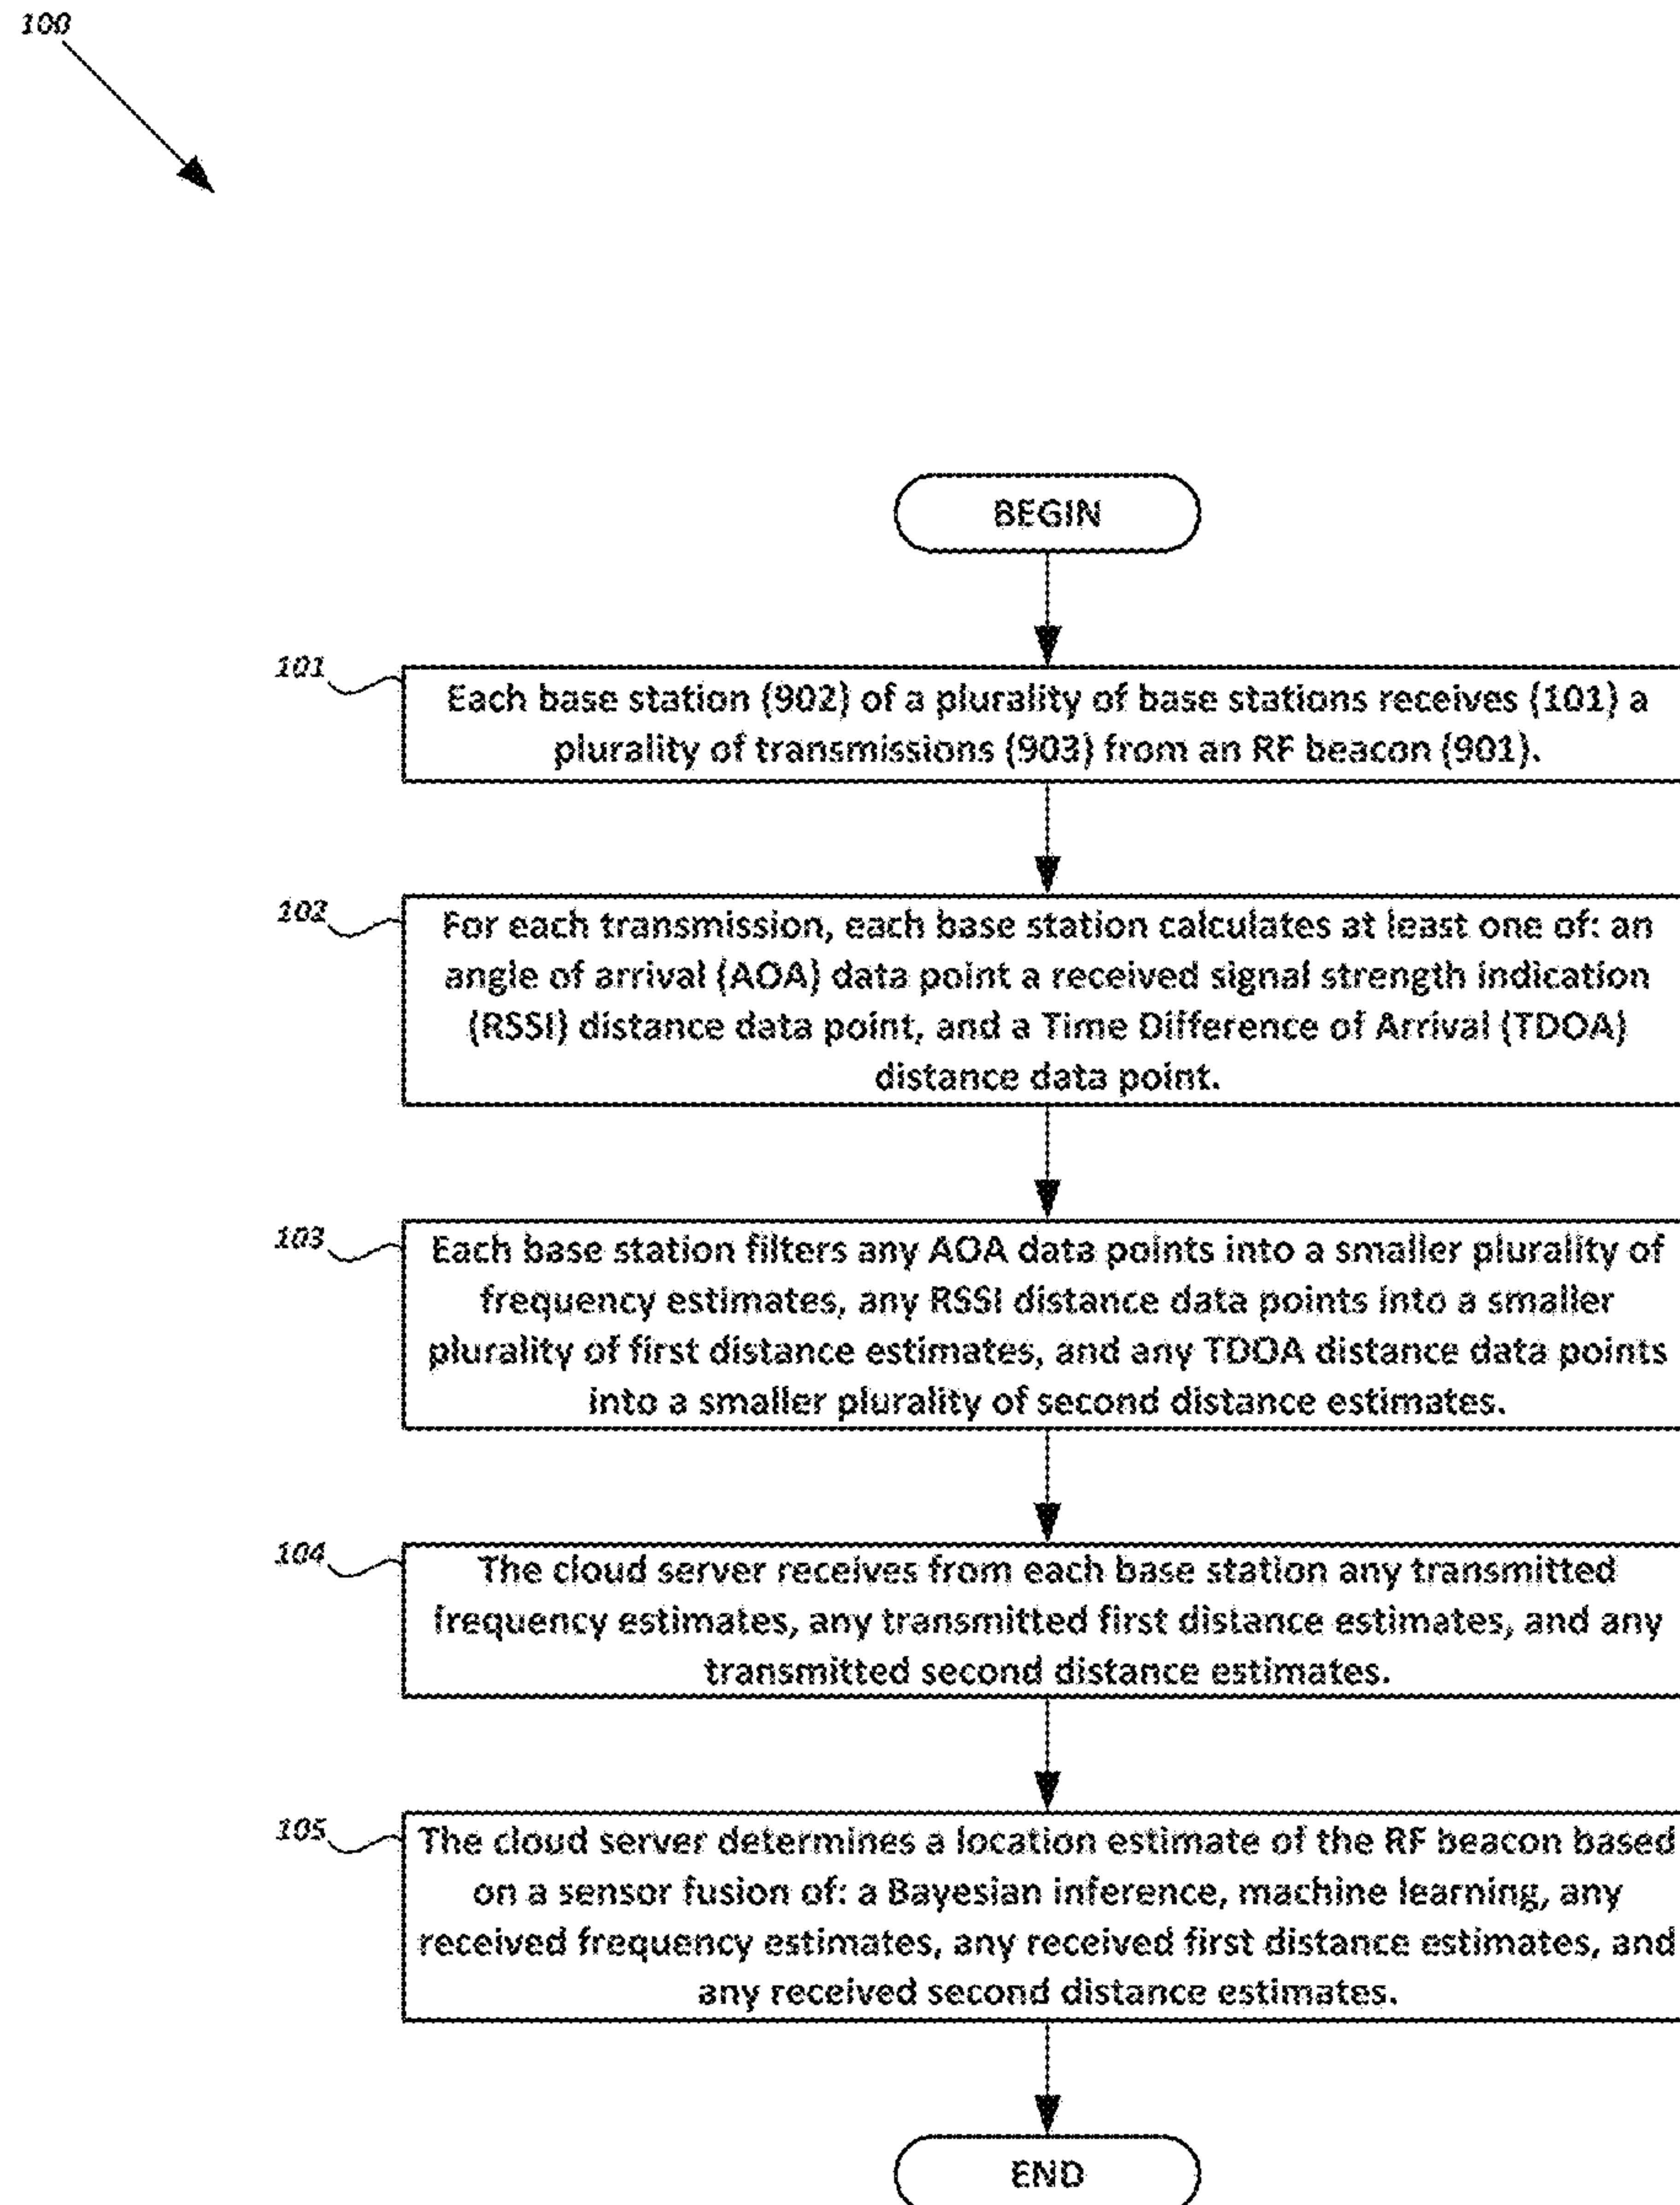 100
BEGIN
101
Each base station (902) of a plurality of base stations receives (101) a
plurality of transmissions (903) from an RF beacon (901).
102
For each transmission, each base station calculates at least one of: an
angle of arrival (AOA) data point a received signal strength indication
(RSSI) distance data point, and a Time Difference of Arrival (TDOA)
distance data point.
103
Each base station filters any AOA data points into a smaller plurality of
frequency estimates, any RSSI distance data points into a smaller
plurality of first distance estimates, and any TDOA distance data points
into a smaller plurality of second distance estimates.
104
The cloud server receives from each base station any transmitted
frequency estimates, any transmitted first distance estimates, and any
transmitted second distance estimates.
105
The cloud server determines a location estimate of the RF beacon based
on a sensor fusion of: a Bayesian inference, machine learning, any
received frequency estimates, any received first distance estimates, and
any received second distance estimates.
END